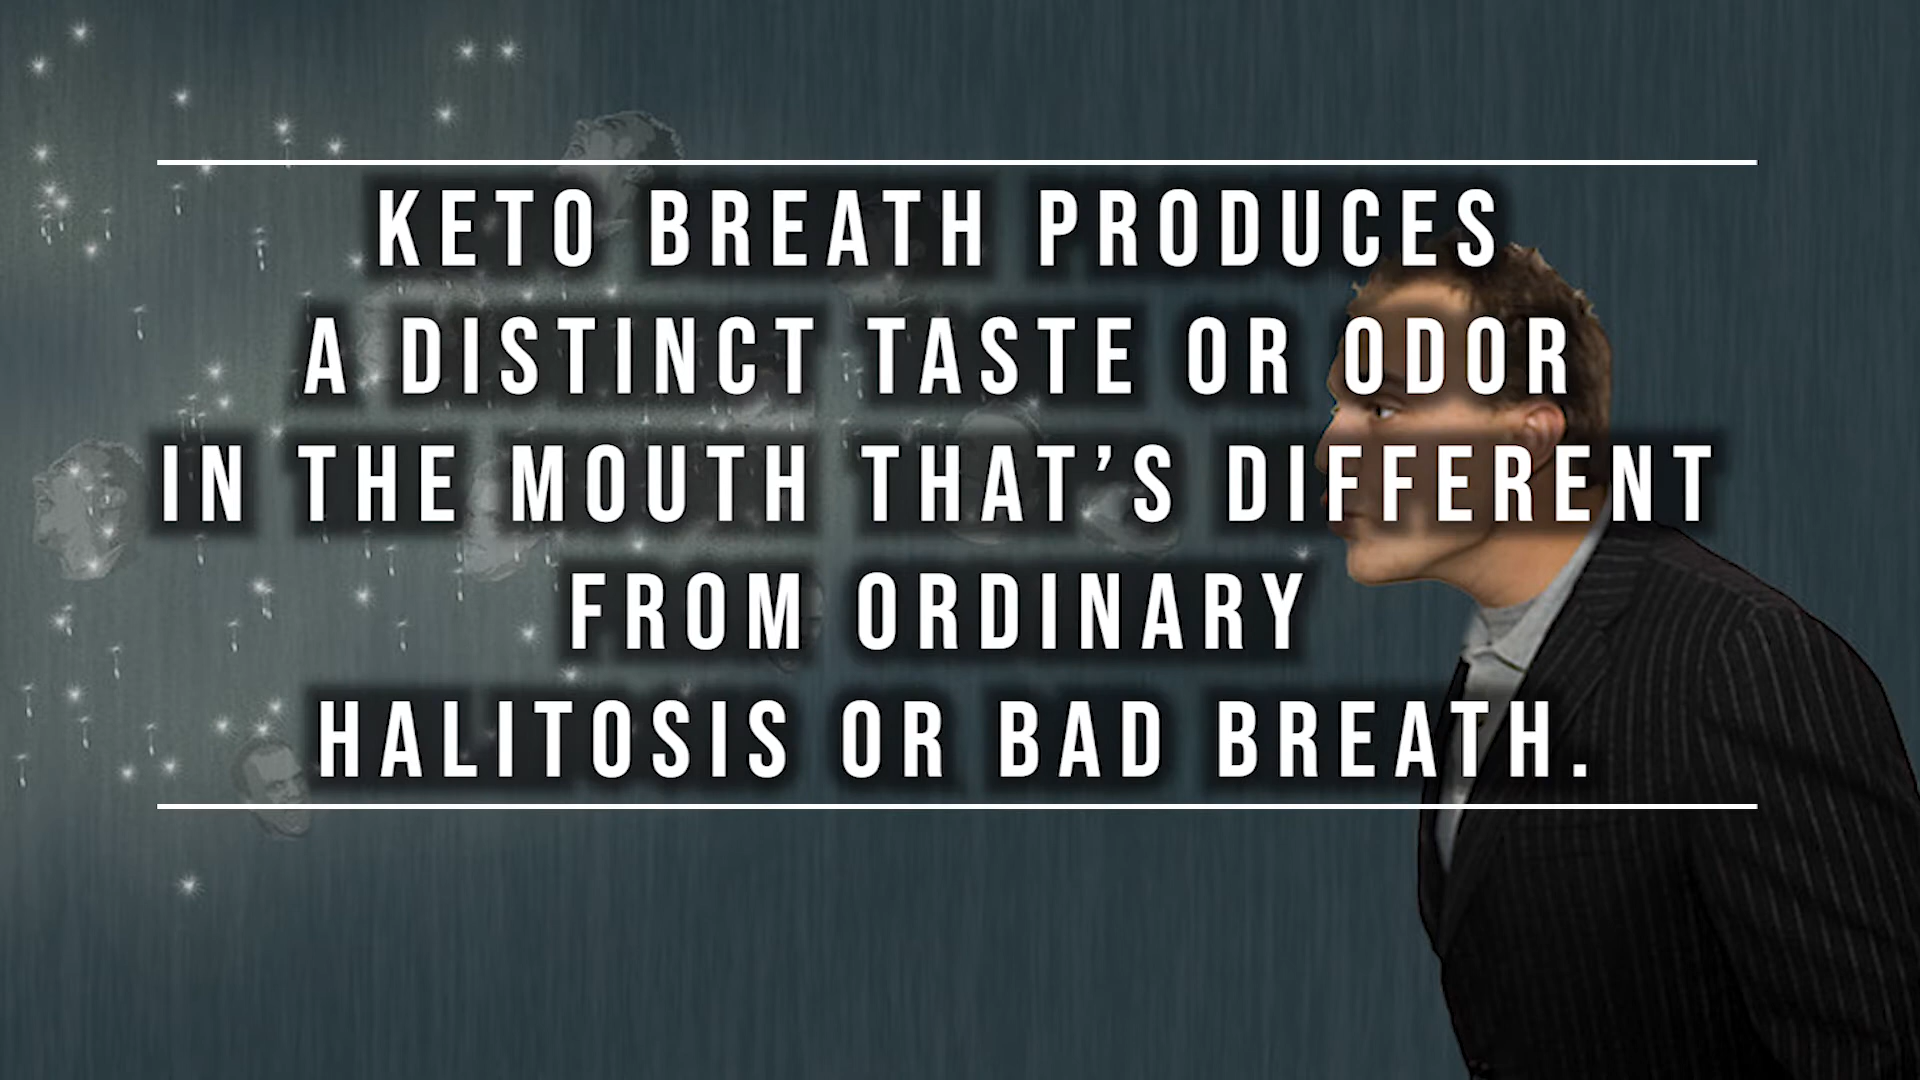 KETO BREATH PRODUCES
A DISTINCT TASTE OR ODOR
IN THE MOUTH THAT’S DIFFERENT
FROM ORDINARY
HALITOSIS OR BAD BREATH.